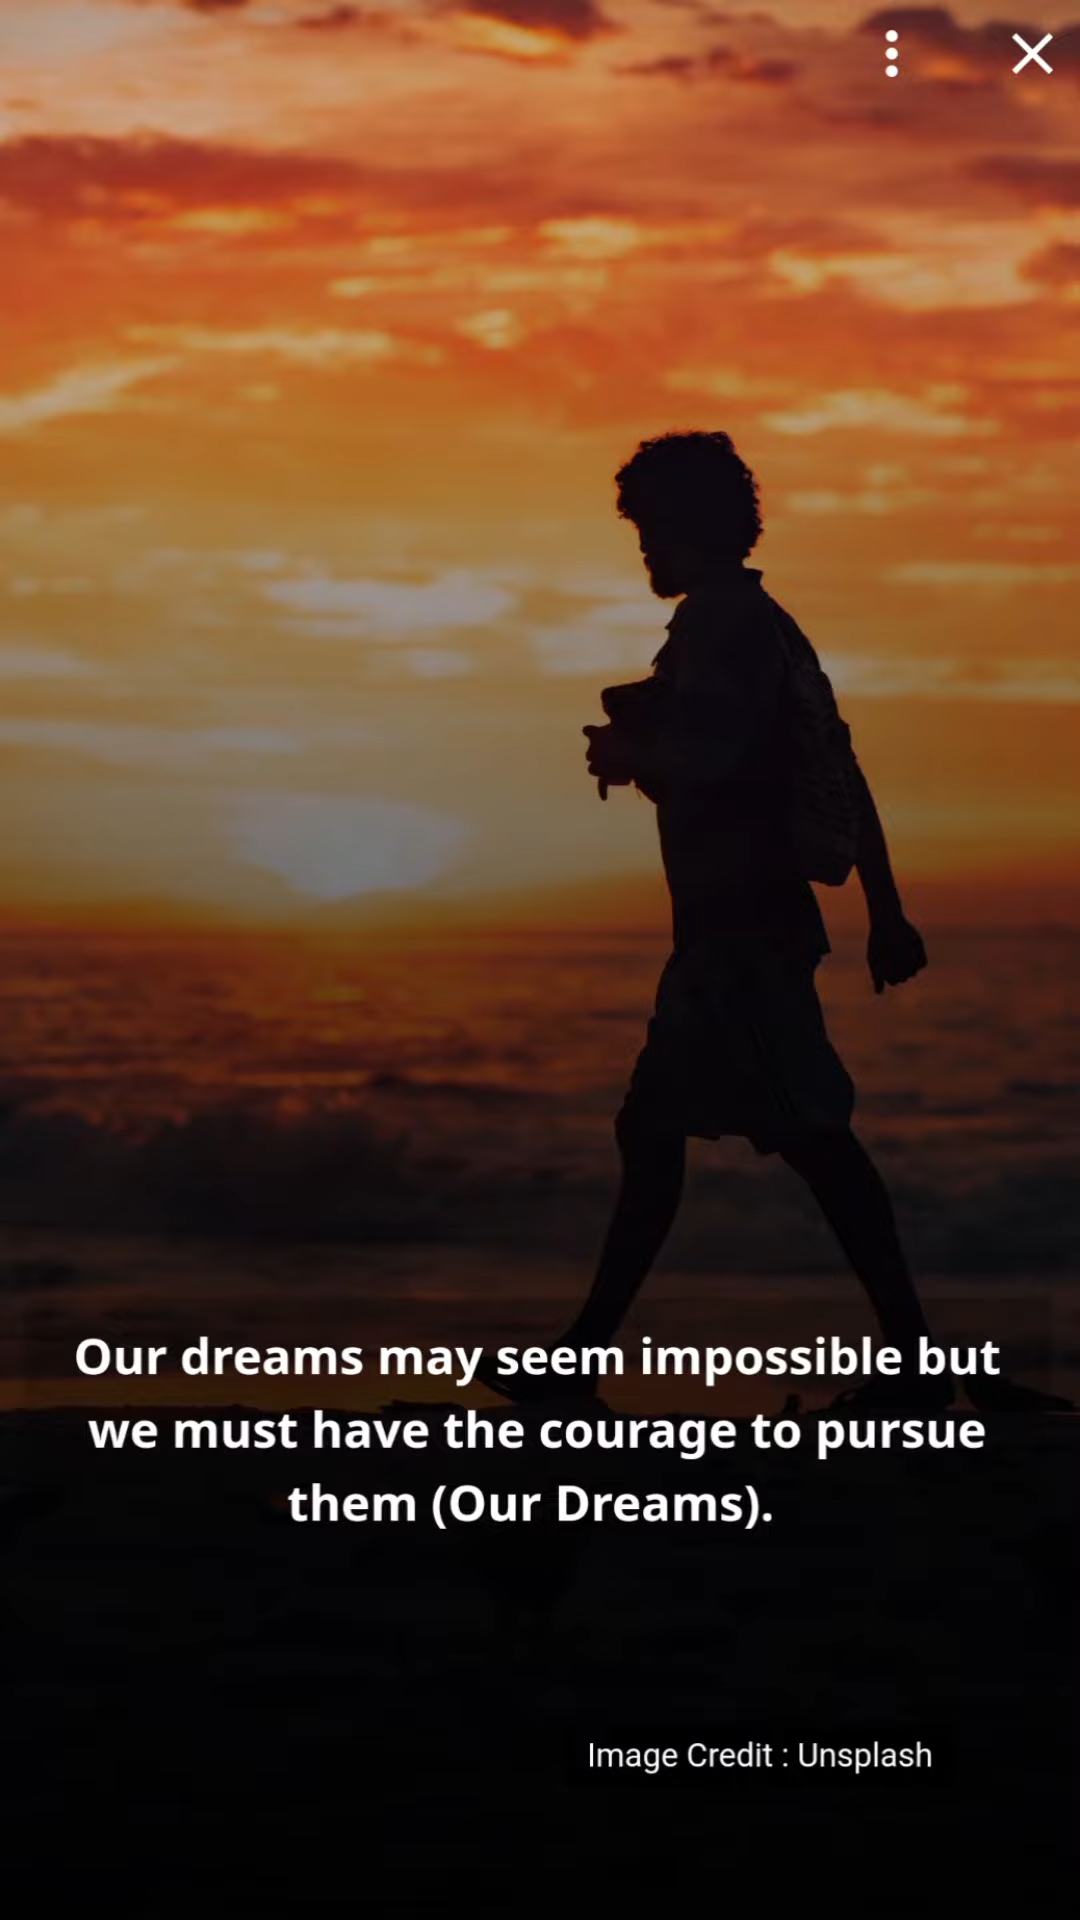 Our dreams may seem impossible but
we must have the courage to pursue
them (Our Dreams).
Image Credit : Unsplash